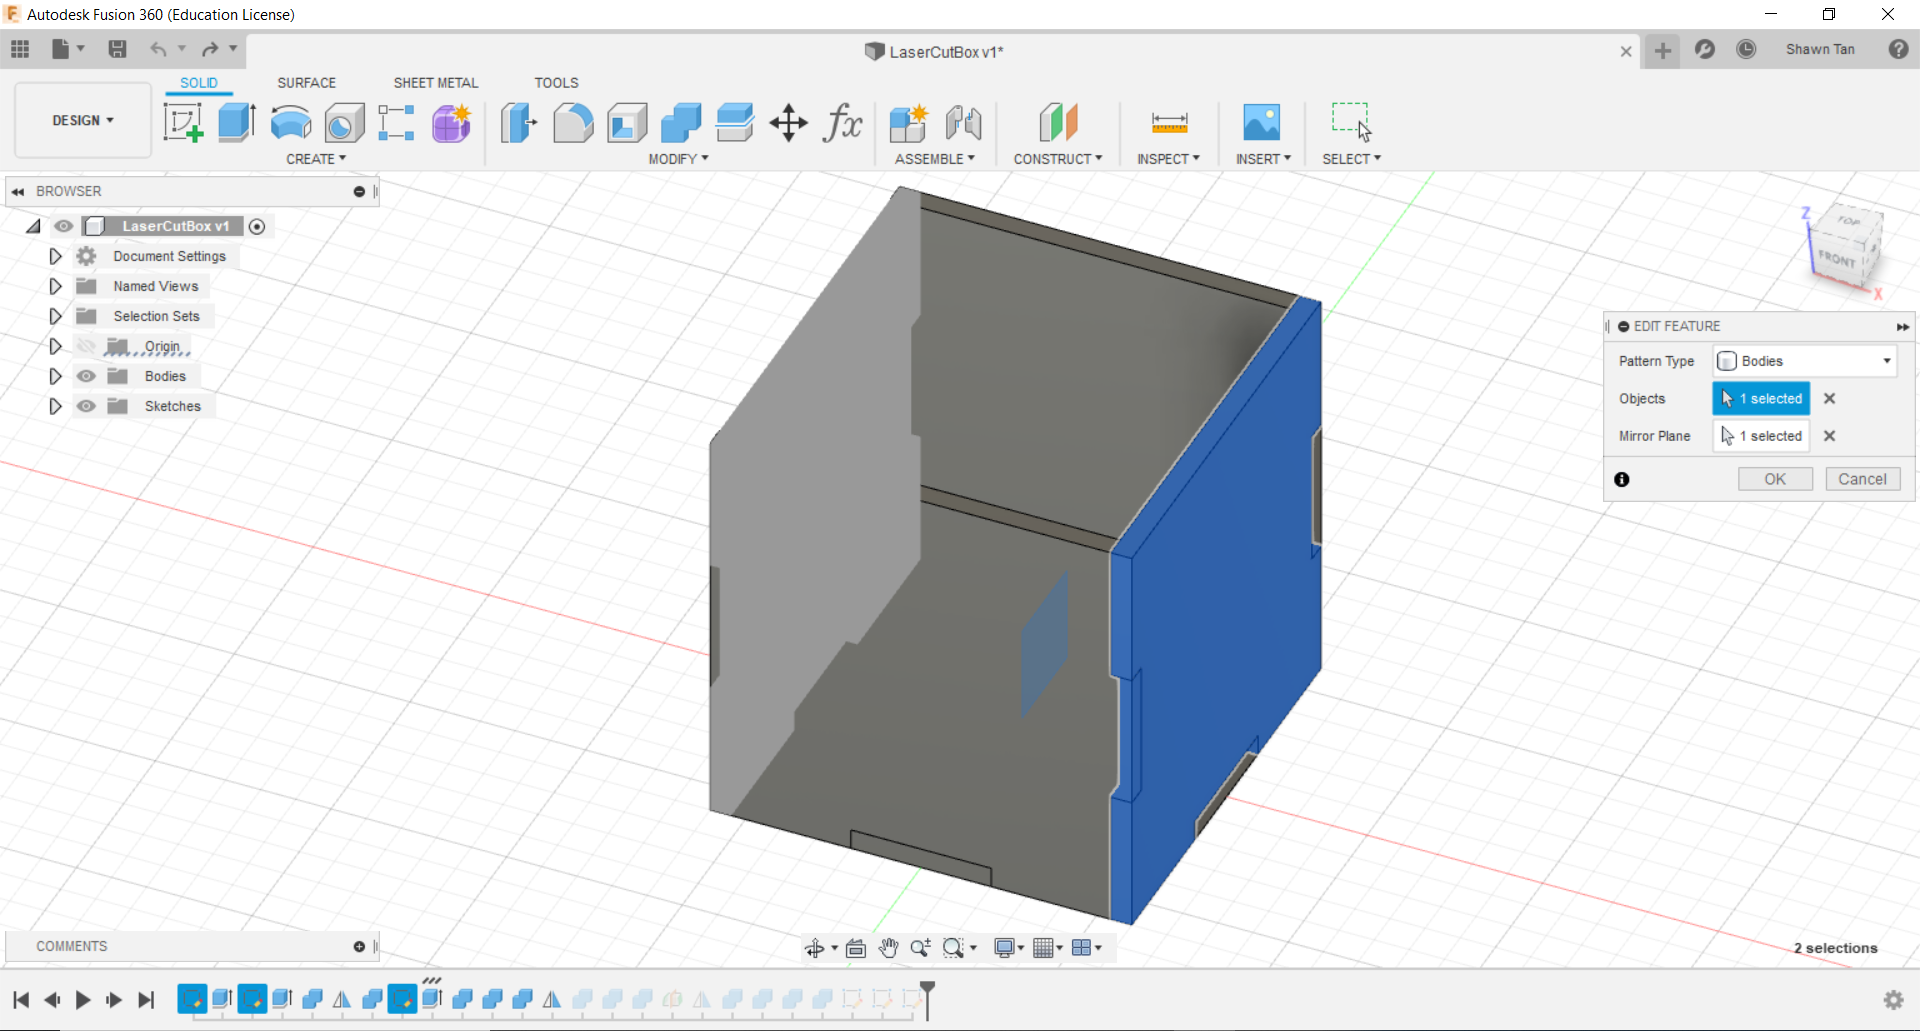 Autodesk Fusion 360 (Education License)
LaserCutBox v1*
Shawn Tan
SOLID SURFACE SHEET METAL TOOLS
DESIGN
CREATE MODIFY ASSEMBLE CONSTRUCT INSPECT INSERT SELECT
BROWSER
LaserCutBox v1
Document Settings
Named Views
Selection Sets
Origin
Bodies
Sketches
Z
TOP
FRONT
X
EDIT FEATURE
Pattern Type Bodies
Objects 1 selected
Mirror Plane 1 selected
OK Cancel
COMMENTS
2 selections